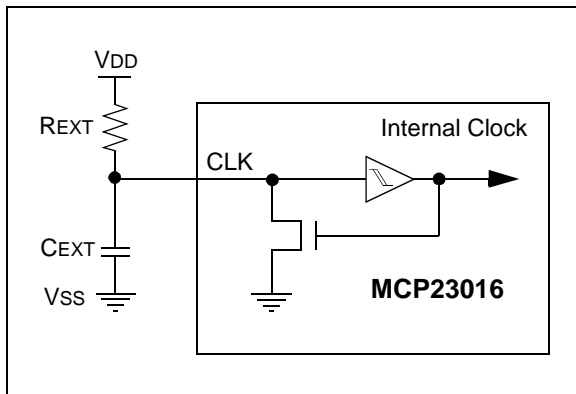 VDD
REXT
Internal Clock
CLK
CEXT
VSS
MCP23016